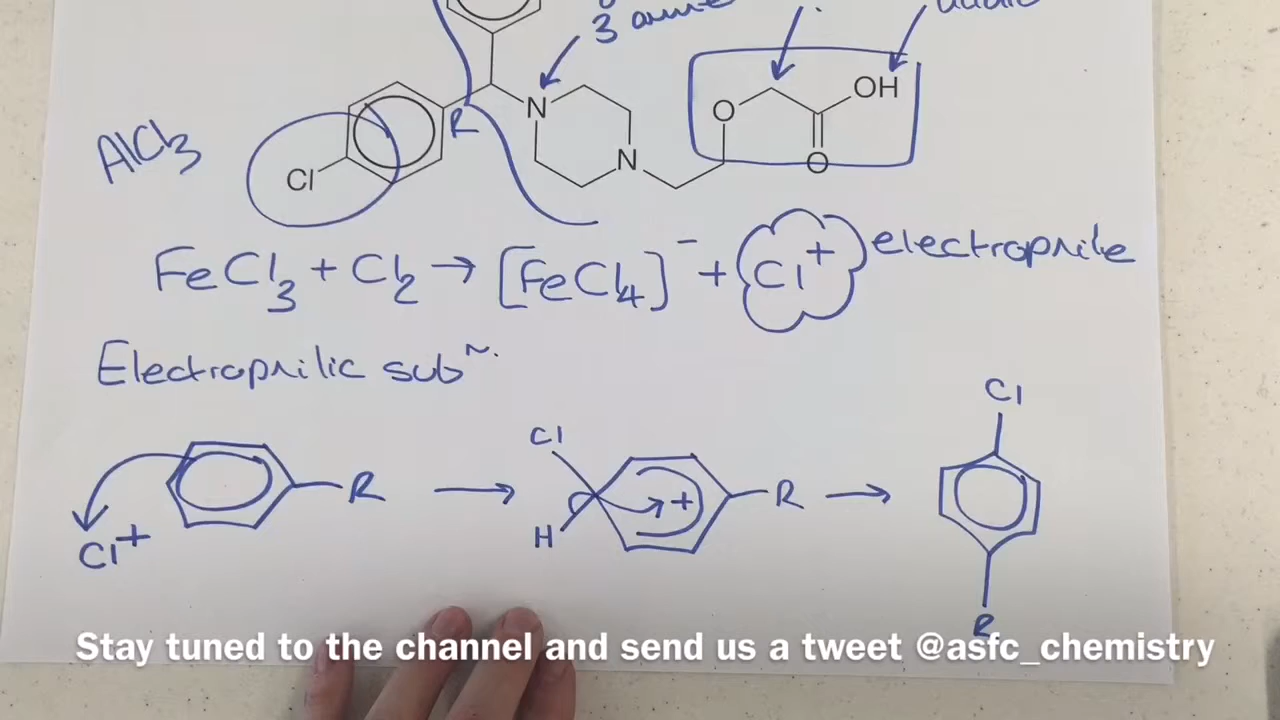 3 amine
AlCl3
Cl
R
N
N
O
OH
O
FeCl3 + Cl2 → [FeCl4]⁻ + Cl+ electrophile
Electrophilic sub~.
Cl+
R
→
Cl
H
+
R
→
Cl
R
Stay tuned to the channel and send us a tweet @asfc_chemistry